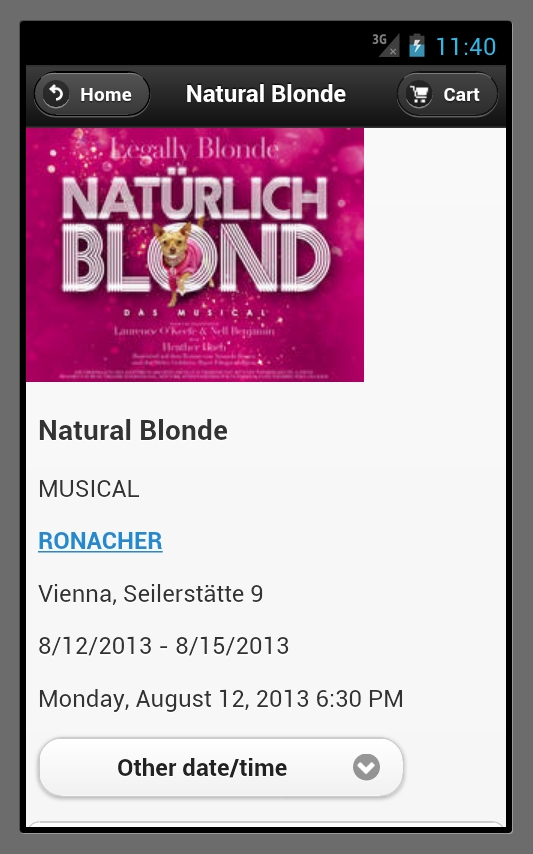 3G
11:40
Home
Natural Blonde
Cart
Legally Blonde
NATÜRLICH
BLOND
DAS MUSICAL
Laurence O'Keefe & Nell Benjamin
Heather Hach
Natural Blonde
MUSICAL
RONACHER
Vienna, Seilerstätte 9
8/12/2013 - 8/15/2013
Monday, August 12, 2013 6:30 PM
Other date/time